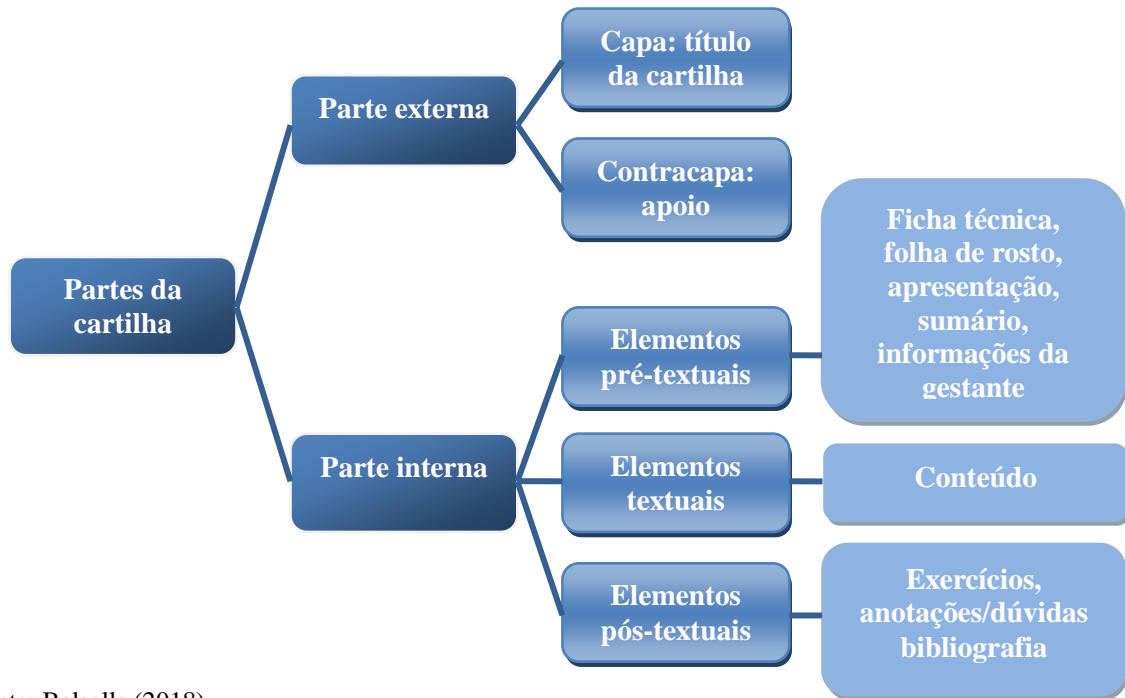 Capa: título
da cartilha
Parte externa
Contracapa:
apoio
Partes da
cartilha
Ficha técnica,
folha de rosto,
apresentação,
sumário,
informações da
gestante
Elementos
pré-textuais
Parte interna
Elementos
textuais
Conteúdo
Elementos
pós-textuais
Exercícios,
anotações/dúvidas
bibliografia
(2018)